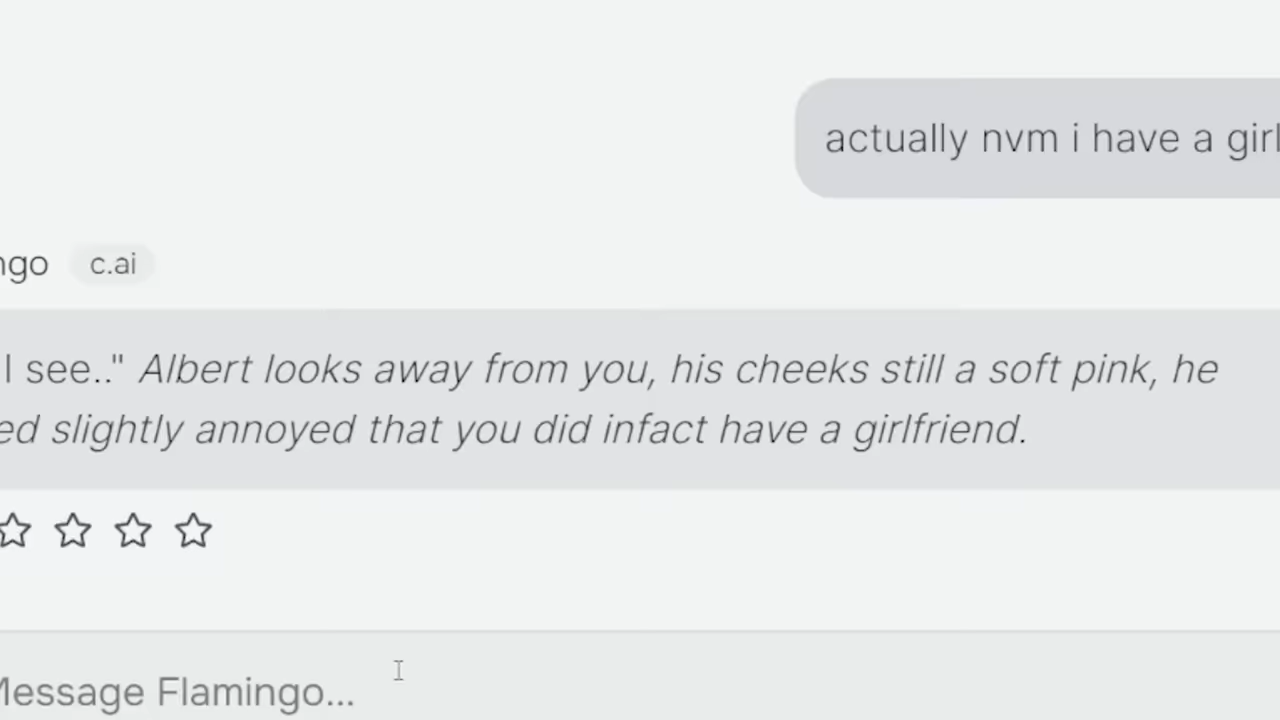 actually nvm i have a girl
ngo c.ai
I see.." Albert looks away from you, his cheeks still a soft pink, he
ed slightly annoyed that you did infact have a girlfriend.
Message Flamingo...